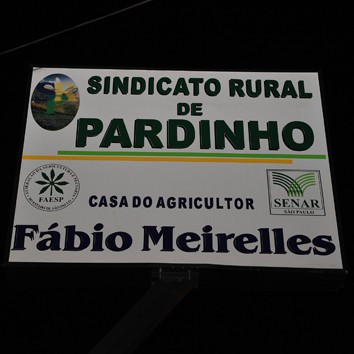 SINDICATO RURAL
DE
PARDINHO
FAESP
CASA DO AGRICULTOR
SENAR
SÃO PAULO
Fábio Meirelles